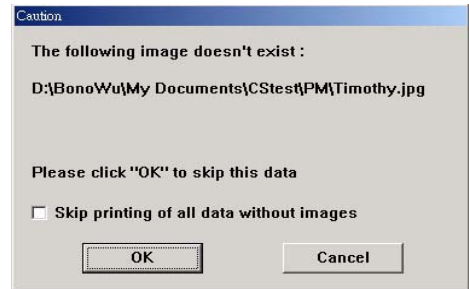 Caution
The following image doesn't exist :
D:\BonoWu\My Documents\CStest\PM\Timothy.jpg
Please click "OK" to skip this data
Skip printing of all data without images
OK
Cancel